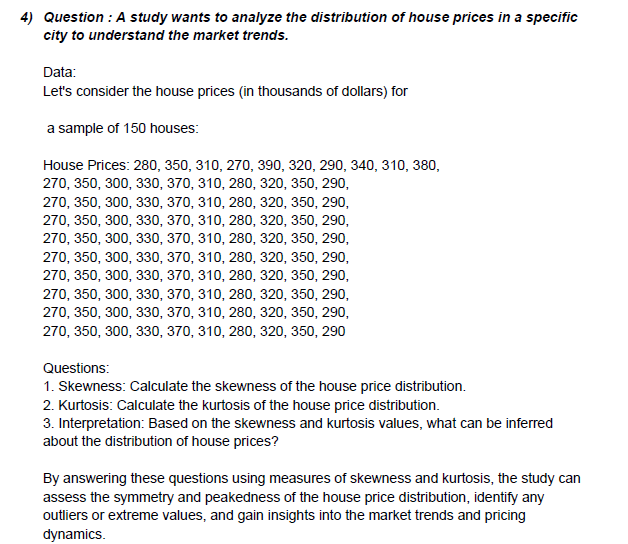 4) Question : A study wants to analyze the distribution of house prices in a specific
city to understand the market trends.
Data:
Let's consider the house prices (in thousands of dollars) for
a sample of 150 houses:
House Prices: 280, 350, 310, 270, 390, 320, 290, 340, 310, 380,
270, 350, 300, 330, 370, 310, 280, 320, 350, 290,
270, 350, 300, 330, 370, 310, 280, 320, 350, 290,
270, 350, 300, 330, 370, 310, 280, 320, 350, 290,
270, 350, 300, 330, 370, 310, 280, 320, 350, 290,
270, 350, 300, 330, 370, 310, 280, 320, 350, 290,
270, 350, 300, 330, 370, 310, 280, 320, 350, 290,
270, 350, 300, 330, 370, 310, 280, 320, 350, 290,
270, 350, 300, 330, 370, 310, 280, 320, 350, 290,
270, 350, 300, 330, 370, 310, 280, 320, 350, 290
Questions:
1. Skewness: Calculate the skewness of the house price distribution.
2. Kurtosis: Calculate the kurtosis of the house price distribution.
3. Interpretation: Based on the skewness and kurtosis values, what can be inferred
about the distribution of house prices?
By answering these questions using measures of skewness and kurtosis, the study can
assess the symmetry and peakedness of the house price distribution, identify any
outliers or extreme values, and gain insights into the market trends and pricing
dynamics.